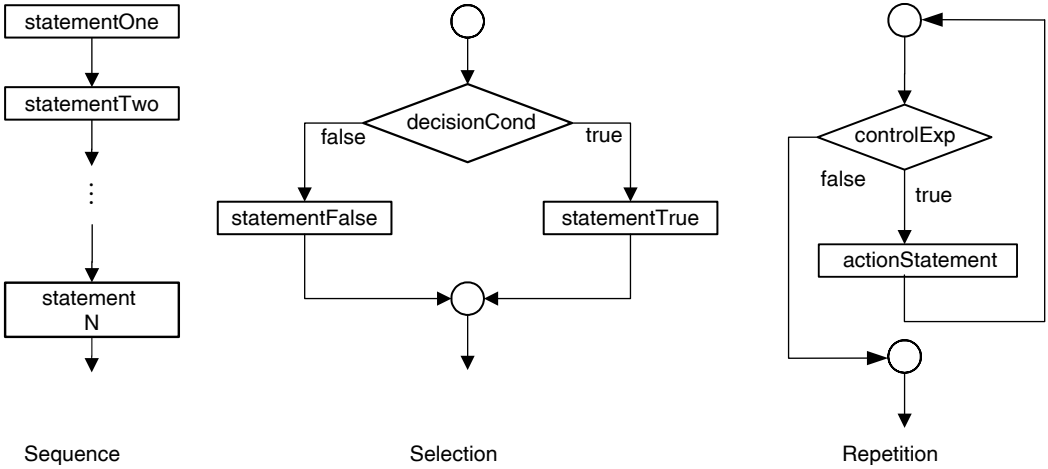 statementOne
statementTwo
⋮
statement
N
Sequence
decisionCond
false
true
statementFalse
statementTrue
Selection
controlExp
false
true
actionStatement
Repetition